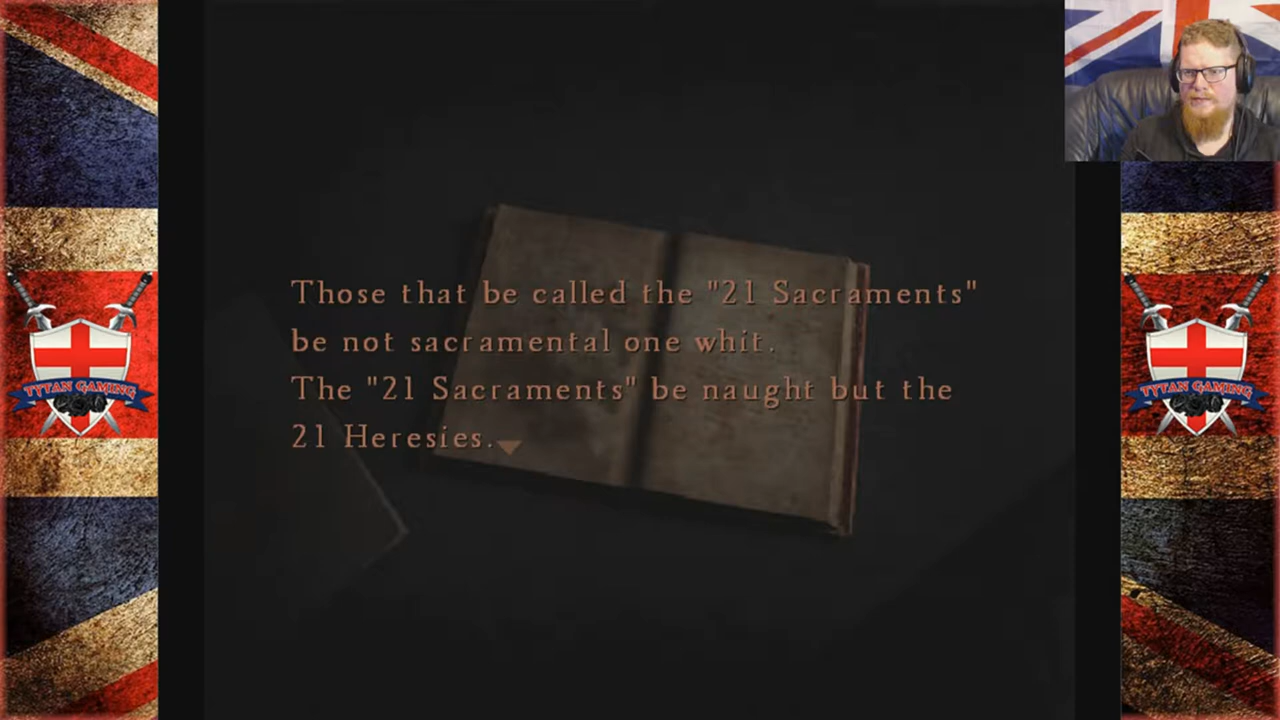 Those that be called the "21 Sacraments"
be not sacramental one whit.
The "21 Sacraments" be naught but the
21 Heresies.
TYTAN GAMING
TYTAN GAMING